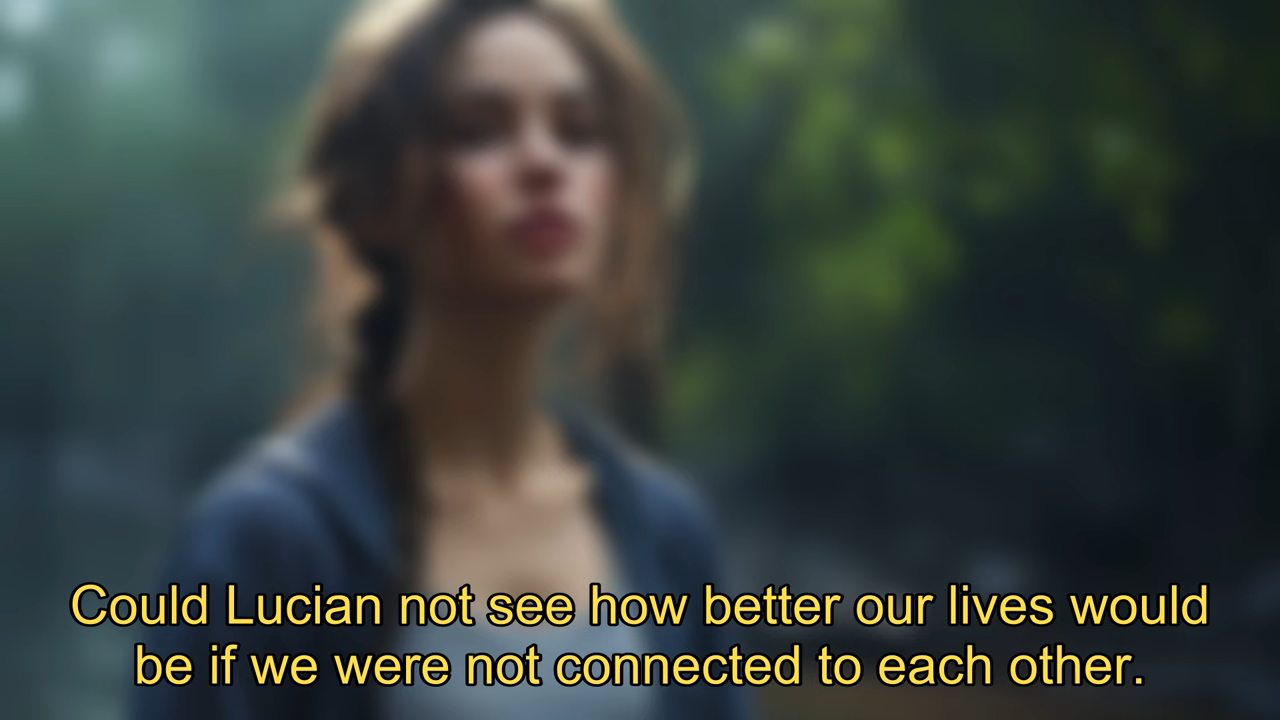 Could Lucian not see how better our lives would
be if we were not connected to each other.